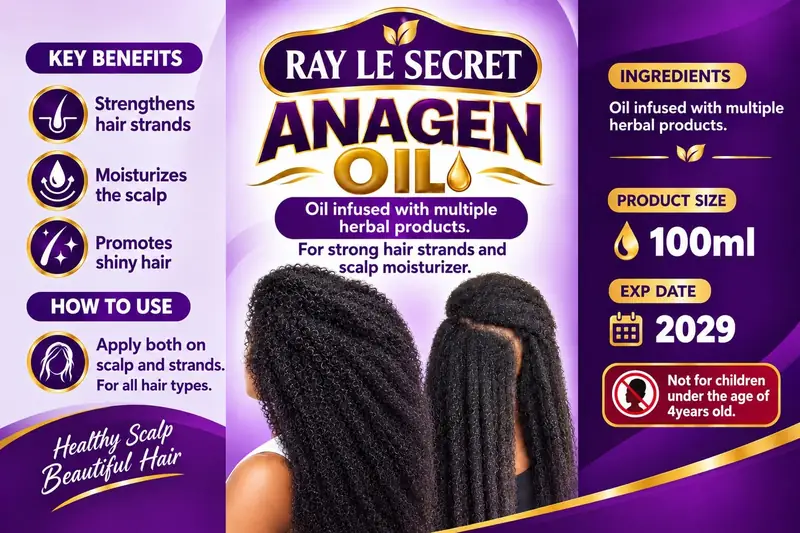 KEY BENEFITS
Strengthens
hair strands
Moisturizes
the scalp
Promotes
shiny hair
HOW TO USE
Apply both on
scalp and strands.
For all hair types.
Healthy Scalp
Beautiful Hair
RAY LE SECRET
ANAGEN
OIL
Oil infused with multiple
herbal products.
For strong hair strands and
scalp moisturizer.
INGREDIENTS
Oil infused with multiple
herbal products.
PRODUCT SIZE
100ml
EXP DATE
2029
Not for children
under the age of
4years old.